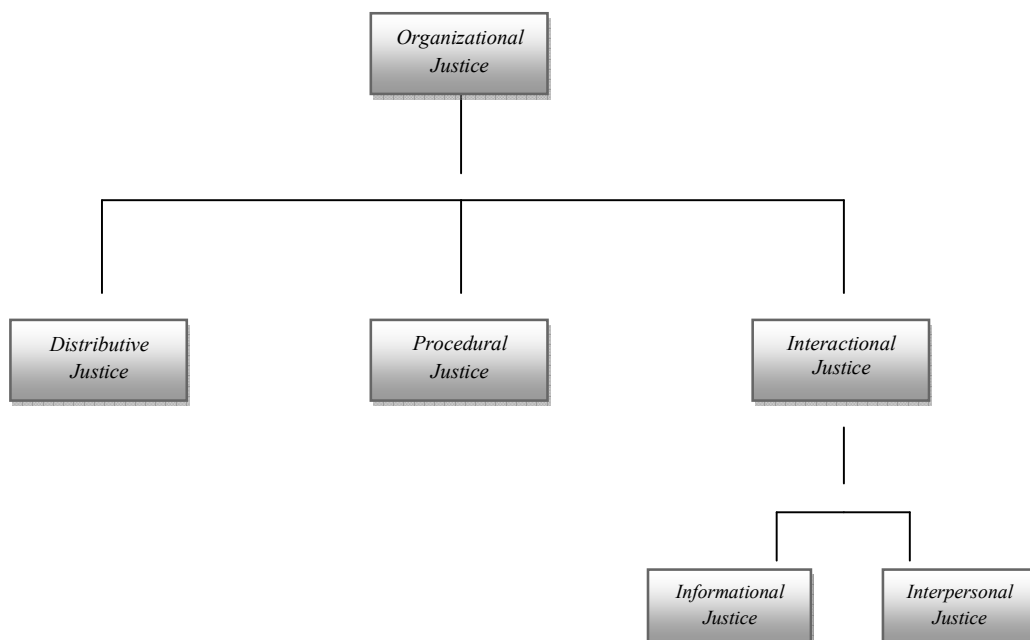 Organizational
Justice
Distributive
Justice
Procedural
Justice
Interactional
Justice
Informational
Justice
Interpersonal
Justice